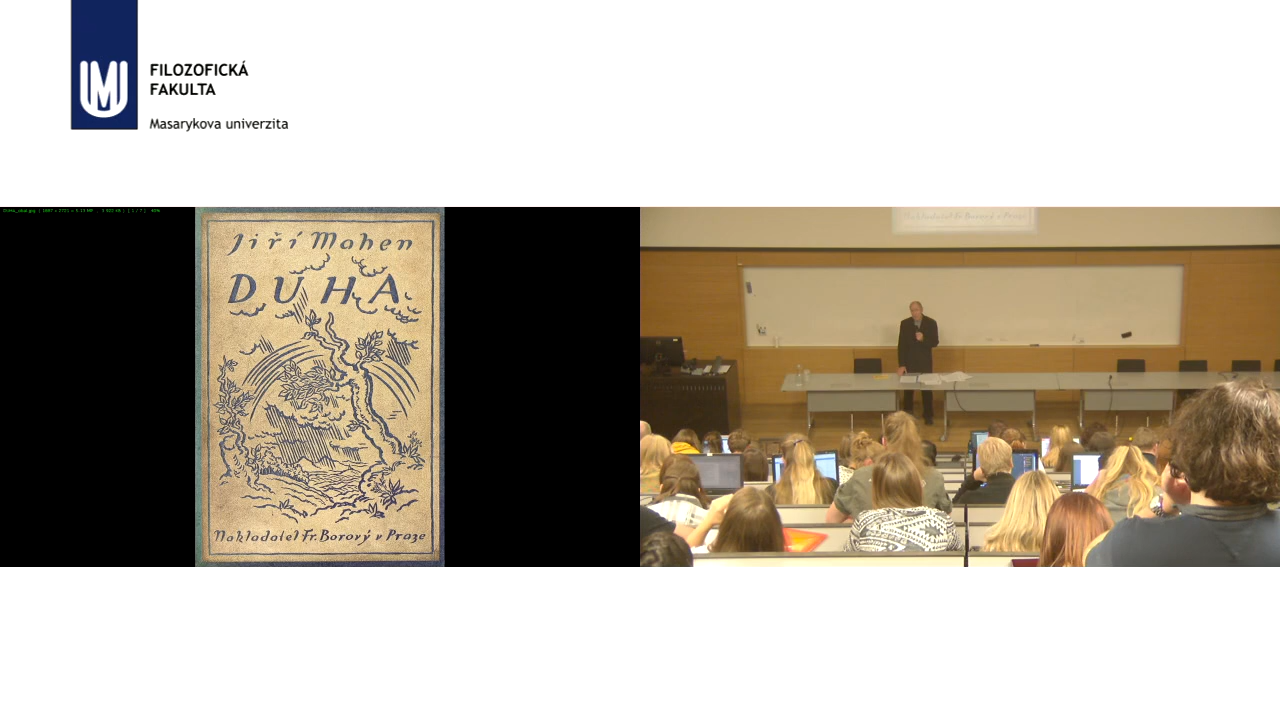 FILOZOFICKÁ
FAKULTA
Masarykova univerzita
Jiří Mahen
DUHA
Nakladatel Fr. Borový v Praze